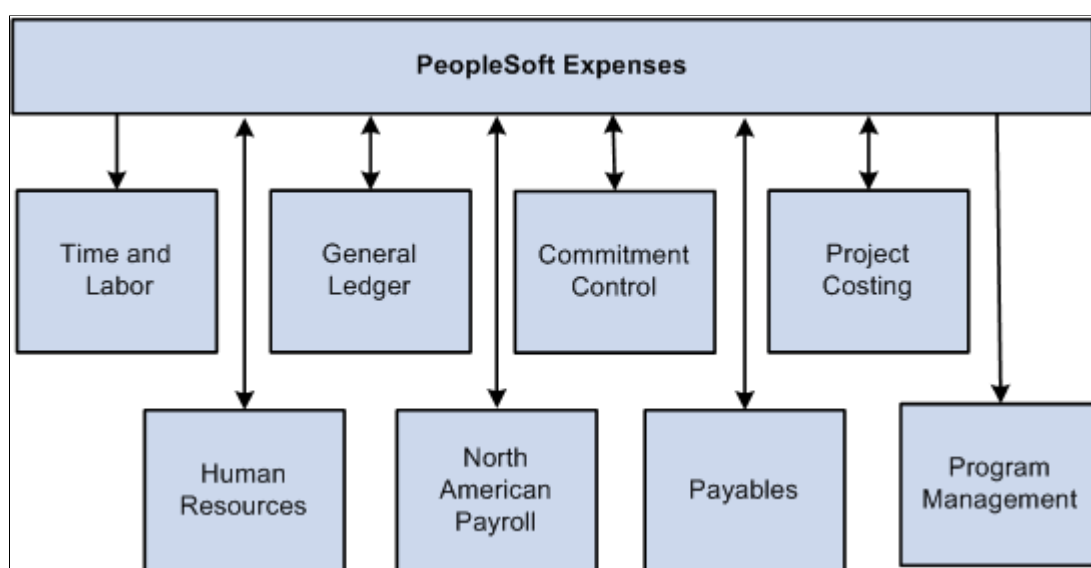 PeopleSoft Expenses
Time and
Labor
General
Ledger
Commitment
Control
Project
Costing
Human
Resources
North
American
Payroll
Payables
Program
Management